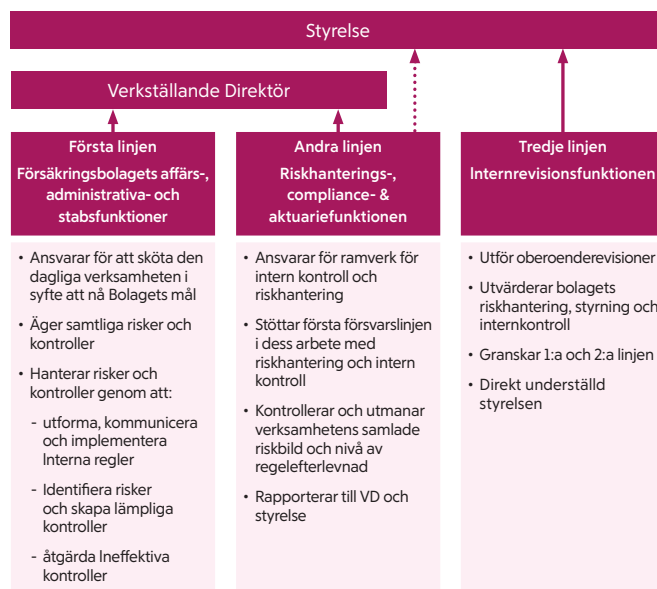 Styrelse
Verkställande Direktör
Första linjen
Försäkringsbolagets affärs-,
administrativa- och
stabsfunktioner
• Ansvarar för att sköta den
dagliga verksamheten i
syfte att nå Bolagets mål
• Äger samtliga risker och
kontroller
• Hanterar risker och
kontroller genom att:
- utforma, kommunicera
och implementera
Interna regler
- Identifiera risker
och skapa lämpliga
kontroller
- åtgärda Ineffektiva
kontroller
Andra linjen
Riskhanterings-,
compliance- &
aktuariefunktionen
• Ansvarar för ramverk för
intern kontroll och
riskhantering
• Stöttar första försvarslinjen
i dess arbete med
riskhantering och intern
kontroll
• Kontrollerar och utmanar
verksamhetens samlade
riskbild och nivå av
regelefterlevnad
• Rapporterar till VD och
styrelse
Tredje linjen
Internrevisionsfunktionen
• Utför oberoenderevisioner
• Utvärderar bolagets
riskhantering, styrning och
internkontroll
• Granskar 1:a och 2:a linjen
• Direkt underställd
styrelsen